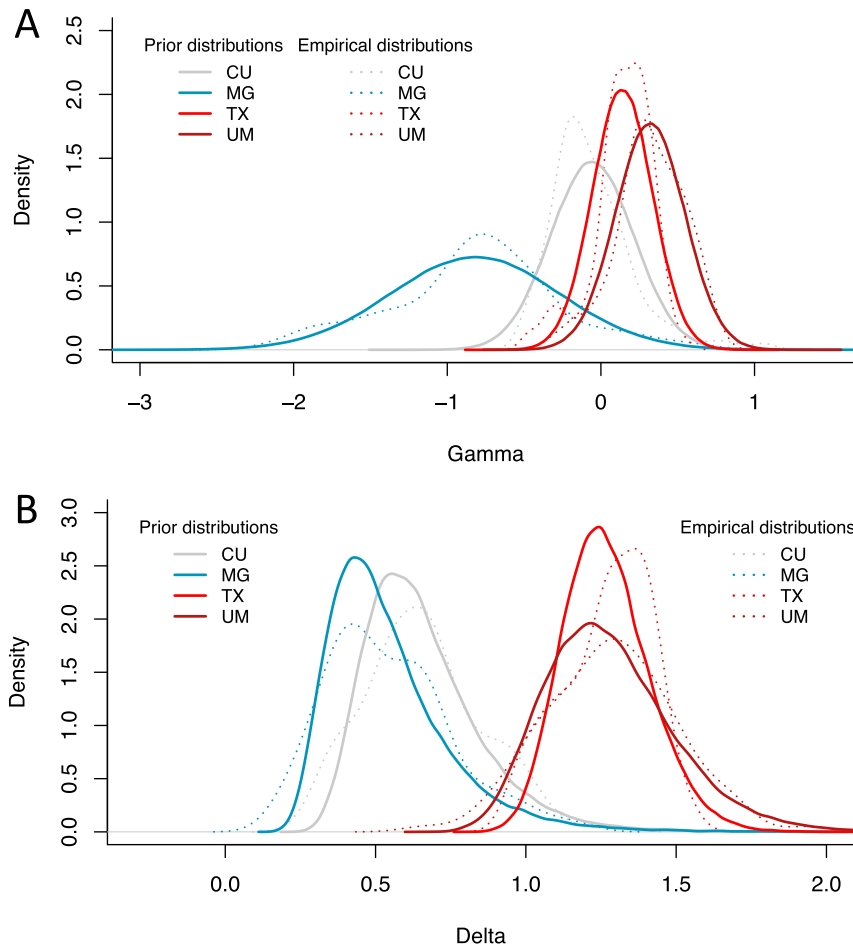 A
Prior distributions
CU
MG
TX
UM
Empirical distributions
CU
MG
TX
UM
Density
0.0
0.5
1.0
1.5
2.0
2.5
−3
−2
−1
0
1
Gamma
B
Prior distributions
CU
MG
TX
UM
Empirical distributions
CU
MG
TX
UM
Density
0.0
0.5
1.0
1.5
2.0
2.5
3.0
0.0
0.5
1.0
1.5
2.0
Delta